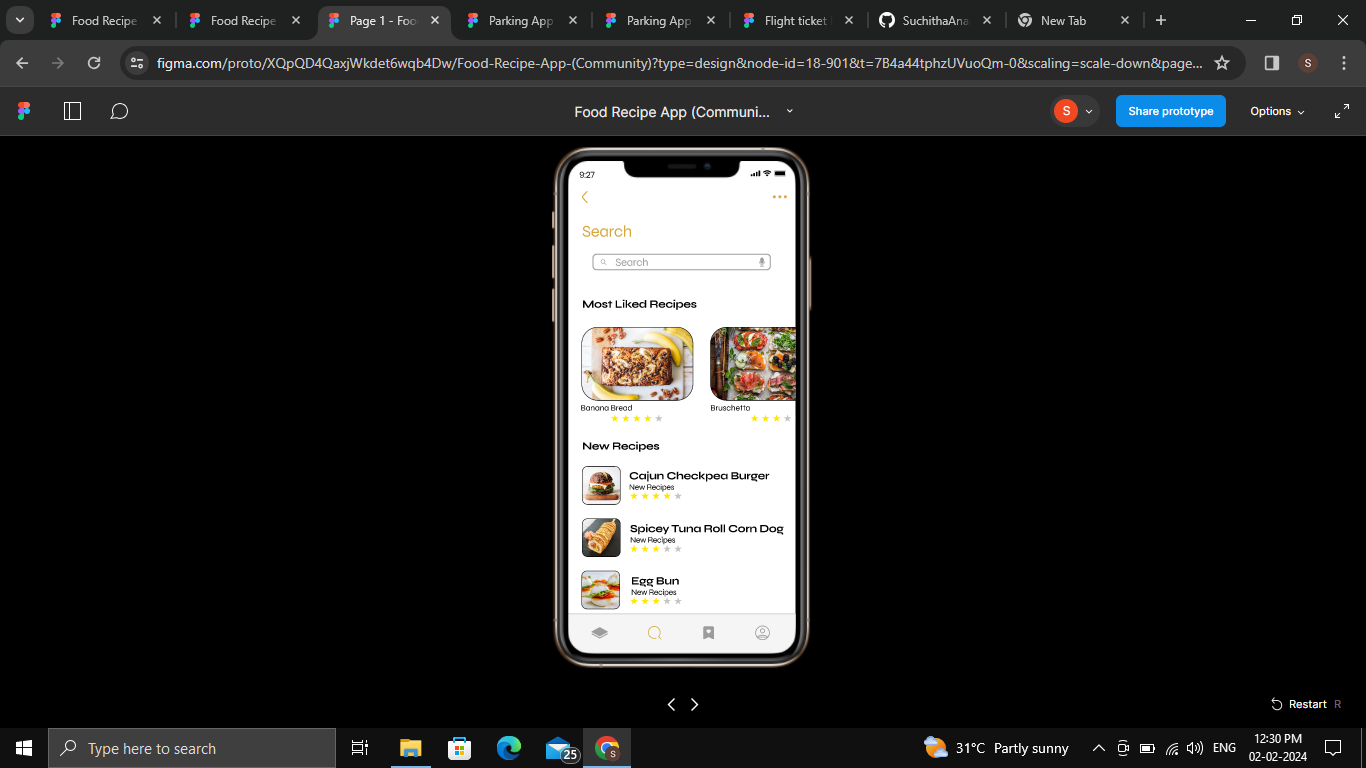 Food Recipe
Food Recipe
Page 1 - Foo
Parking App
Parking App
Flight ticket
SuchithaAna
New Tab
figma.com/proto/XQpQD4QaxjWkdet6wqb4Dw/Food-Recipe-App-(Community)?type=design&node-id=18-901&t=7B4a44tphzUVuoQm-0&scaling=scale-down&page...
S
Food Recipe App (Communi...
S
Share prototype
Options
9:27
Search
Search
Most Liked Recipes
Banana Bread
Bruschetta
New Recipes
Cajun Checkpea Burger
New Recipes
Spicey Tuna Roll Corn Dog
New Recipes
Egg Bun
New Recipes
Restart R
Type here to search
25
S
31°C Partly sunny
ENG
12:30 PM
02-02-2024